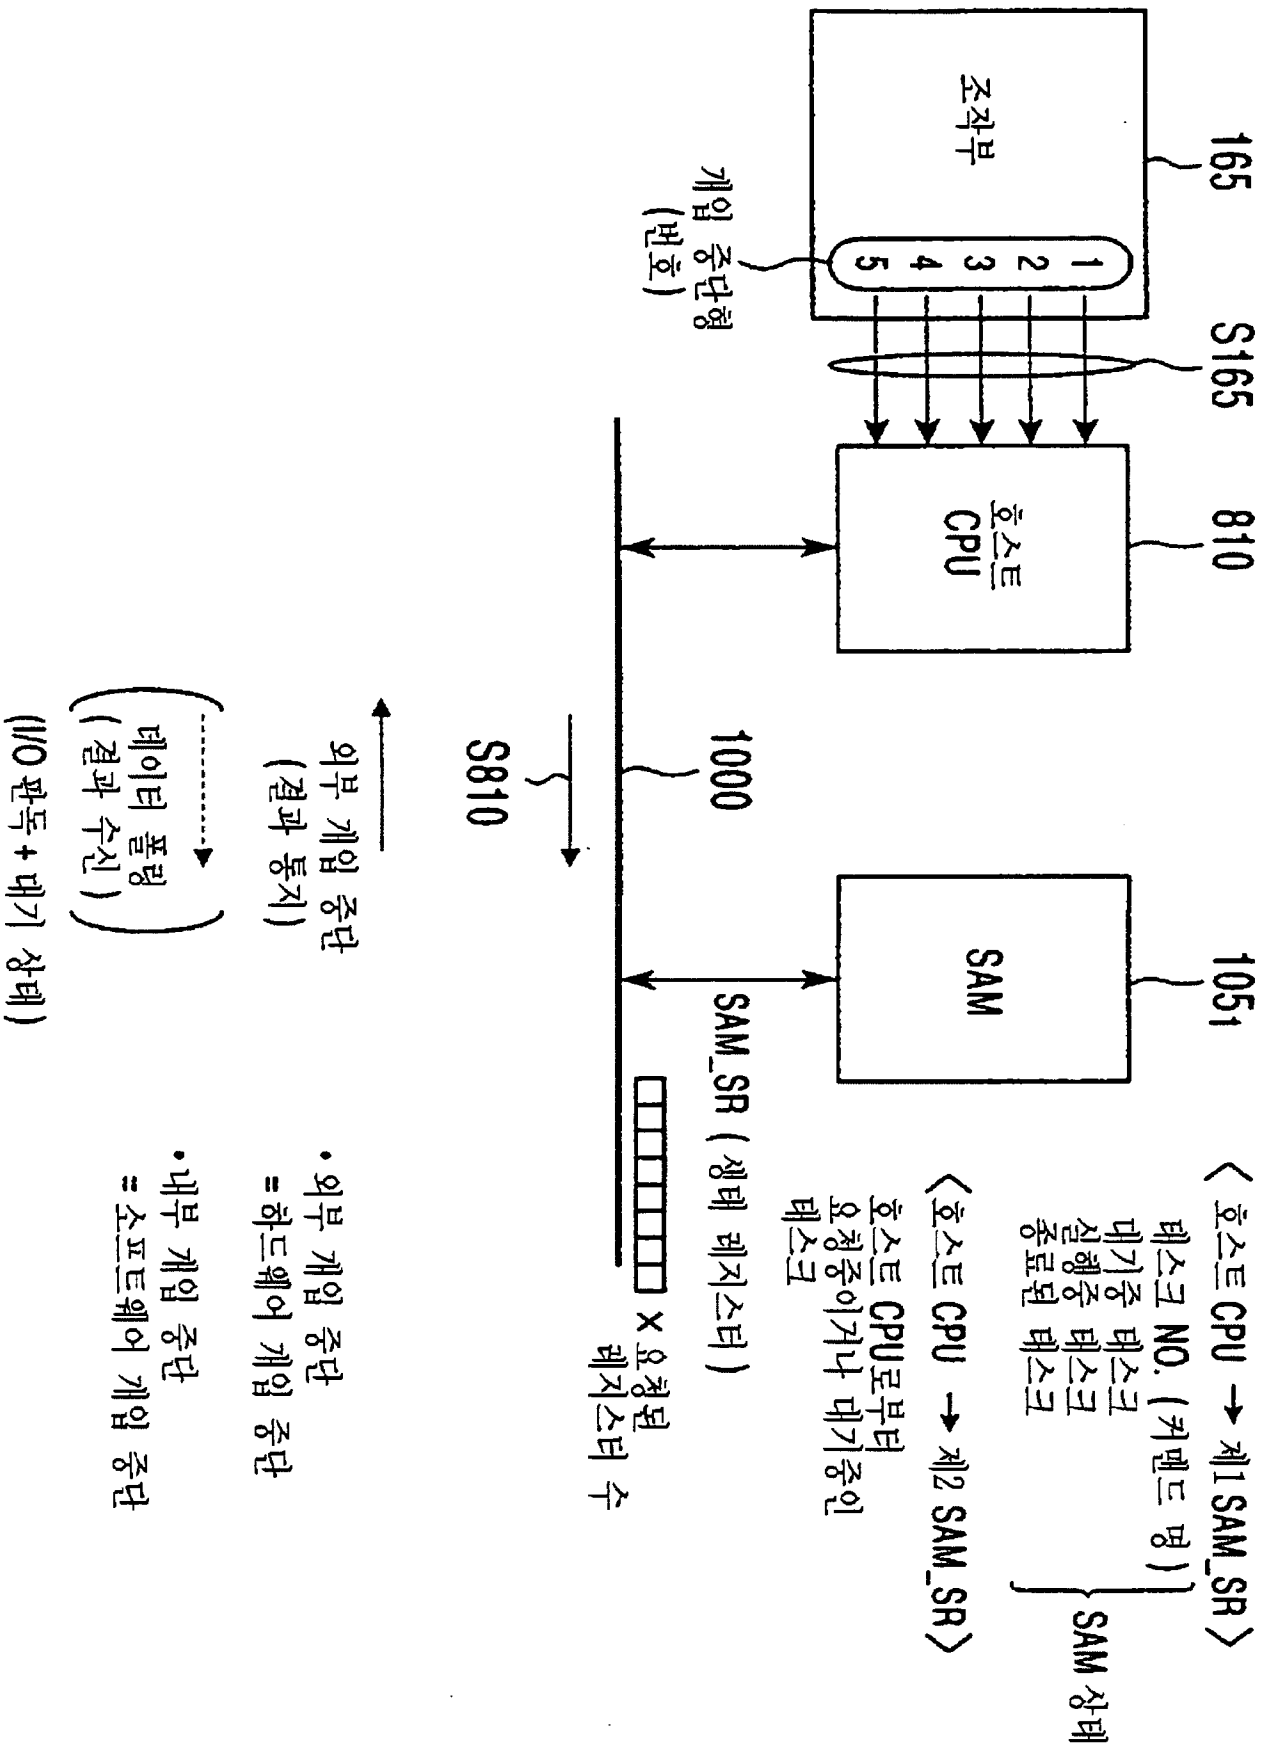 165
S165
810
105₁
조작부
1
2
3
4
5
개입 중단형
(번호)
호스트
CPU
SAM
<호스트 CPU → 제1 SAM_SR>
테스크 NO. (커맨드 명)
대기중 테스크
실행중 테스크
종료된 테스크
SAM 상태
<호스트 CPU → 제2 SAM_SR>
호스트 CPU로부터
요청중이거나 대기중인
테스크
1000
SAM_SR (상태 레지스터)
X 요청된
레지스터 수
S810
외부 개입 중단
(결과 통지)
데이터 폴링
(결과 수신)
(I/O 판독 + 대기 상태)
• 외부 개입 중단
= 하드웨어 개입 중단
• 내부 개입 중단
= 소프트웨어 개입 중단